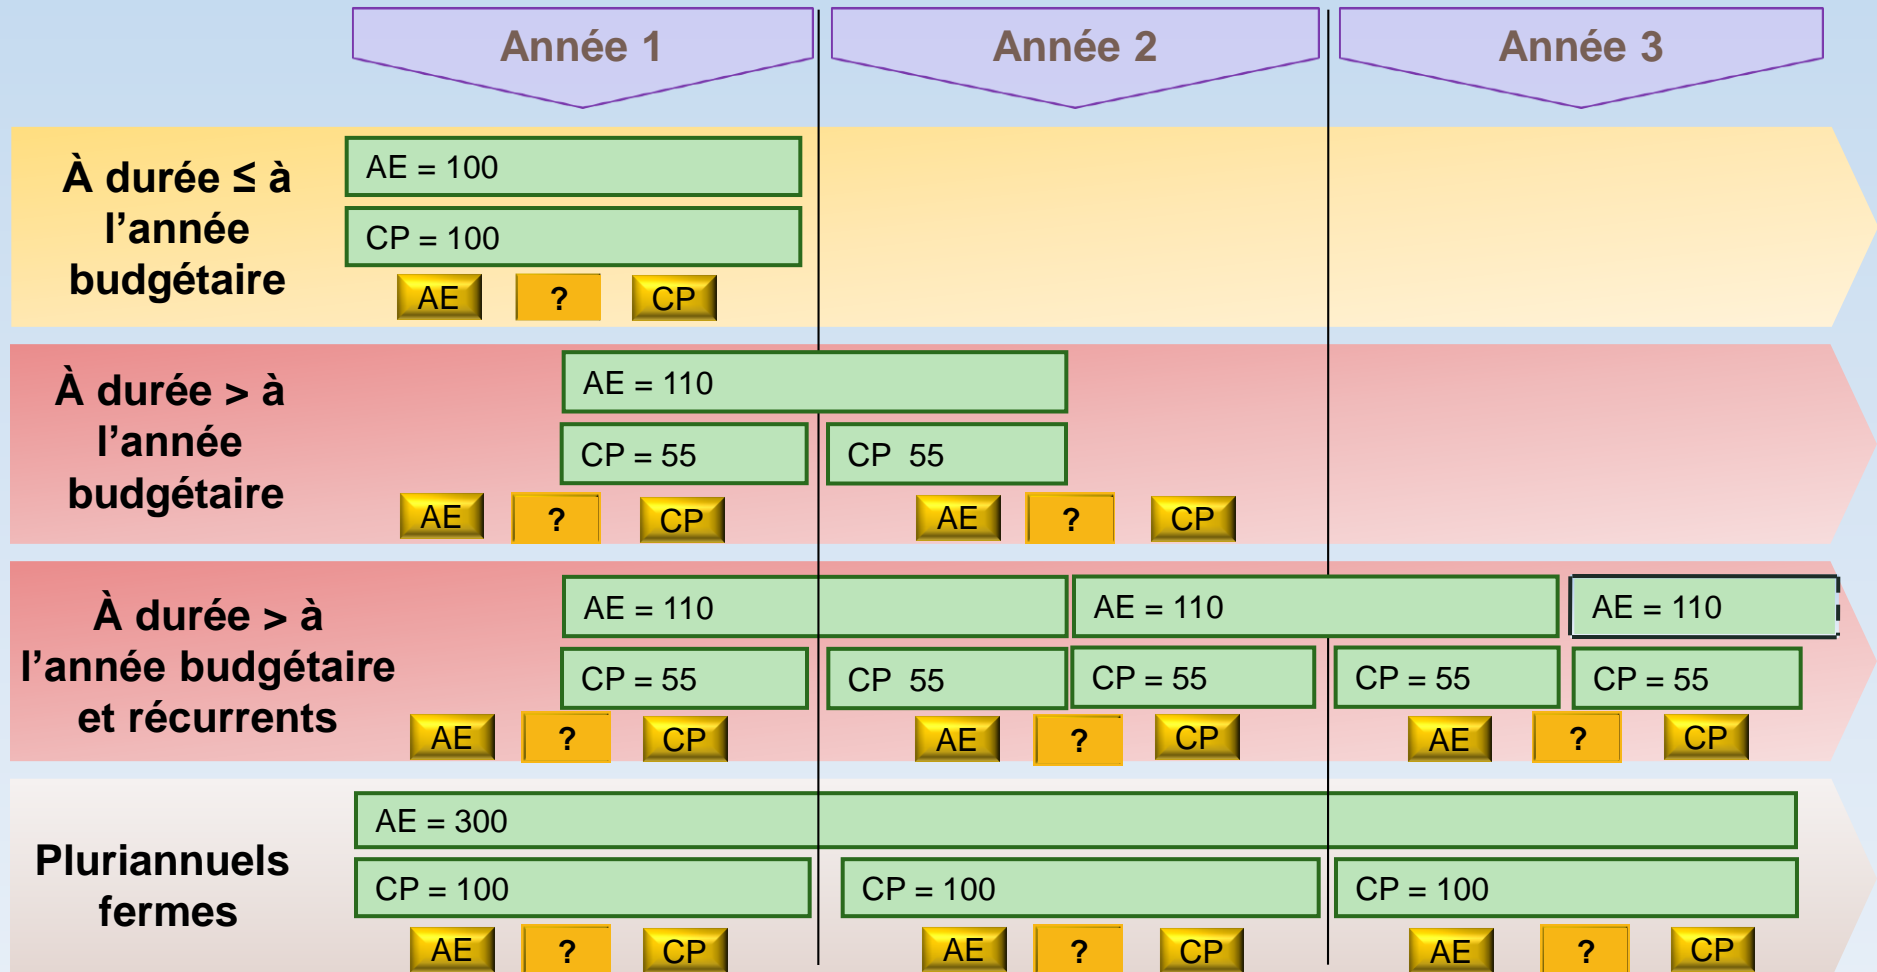 Année 1
Année 2
Année 3
À durée ≤ à
l’année
budgétaire
AE = 100
CP = 100
AE ? CP
À durée > à
l’année
budgétaire
AE = 110
CP = 55
CP 55
AE ? CP
AE ? CP
À durée > à
l’année budgétaire
et récurrents
AE = 110
AE = 110
AE = 110
CP = 55
CP 55
CP = 55
CP = 55
CP = 55
AE ? CP
AE ? CP
AE ? CP
Pluriannuels
fermes
AE = 300
CP = 100
CP = 100
CP = 100
AE ? CP
AE ? CP
AE ? CP